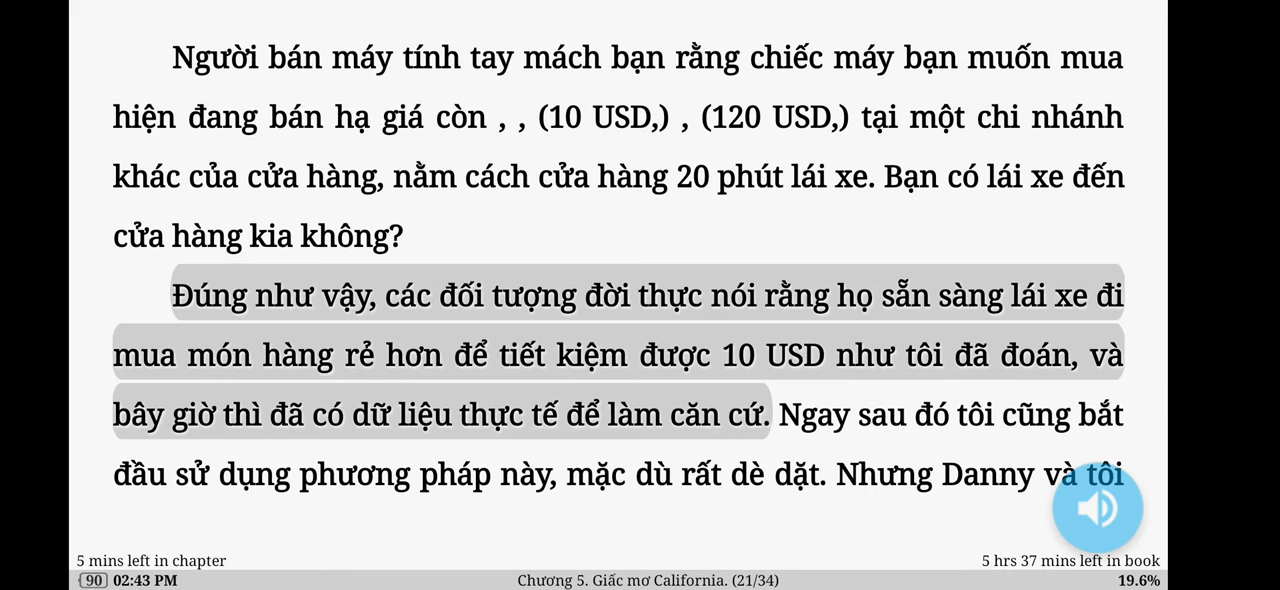 Người bán máy tính tay mách bạn rằng chiếc máy bạn muốn mua
hiện đang bán hạ giá còn , , (10 USD,) , (120 USD,) tại một chi nhánh
khác của cửa hàng, nằm cách cửa hàng 20 phút lái xe. Bạn có lái xe đến
cửa hàng kia không?
Đúng như vậy, các đối tượng đời thực nói rằng họ sẵn sàng lái xe đi
mua món hàng rẻ hơn để tiết kiệm được 10 USD như tôi đã đoán, và
bây giờ thì đã có dữ liệu thực tế để làm căn cứ. Ngay sau đó tôi cũng bắt
đầu sử dụng phương pháp này, mặc dù rất dè dặt. Nhưng Danny và tôi
5 mins left in chapter 5 hrs 37 mins left in book
90 02:43 PM Chương 5. Giấc mơ California. (21/34) 19.6%